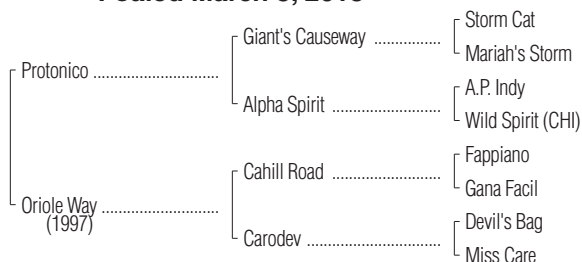 Storm Cat
Giant's Causeway ................
Mariah's Storm
Protonico ..............................
A.P. Indy
Alpha Spirit ..........................
Wild Spirit (CHI)
Fappiano
Cahill Road ..........................
Gana Facil
Oriole Way ............................
(1997)
Devil's Bag
Carodev ................................
Miss Care